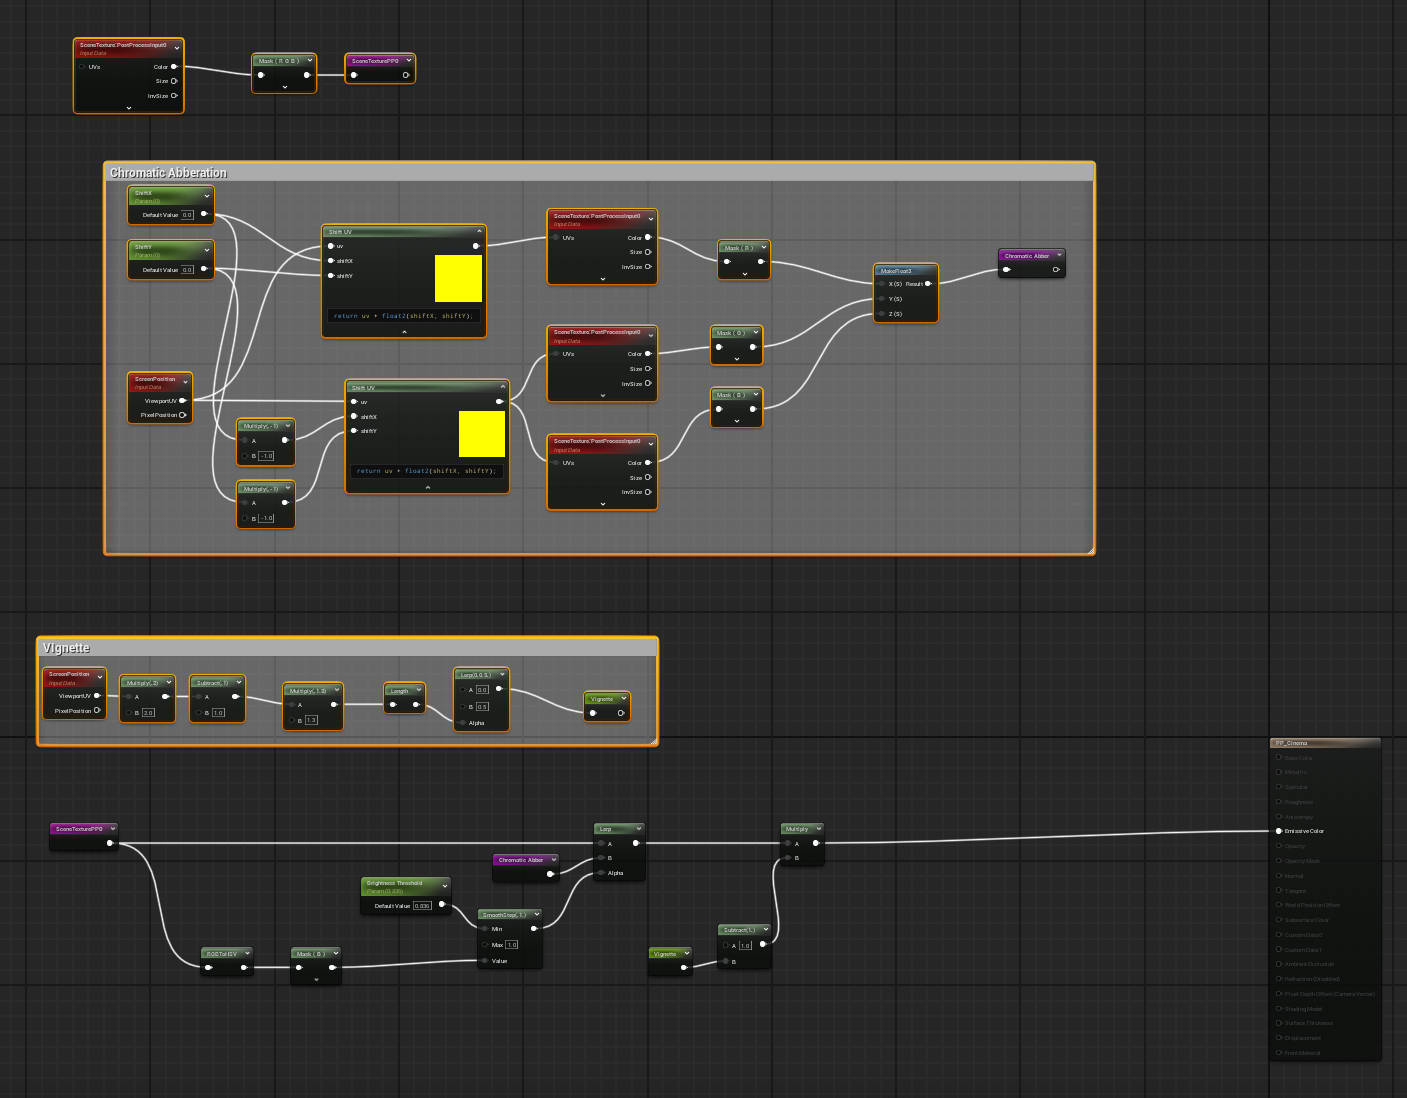 SceneTexture:PostProcessInput0
Input Data
UVs
Color
Size
InvSize
Mask ( R G B )
SceneTexturePP0
Chromatic Abberation
ShiftX
Param (0)
Default Value 0.0
ShiftY
Param (0)
Default Value 0.0
Shift UV
uv
shiftX
shiftY
return uv + float2(shiftX, shiftY);
SceneTexture:PostProcessInput0
Input Data
UVs
Color
Size
InvSize
Mask ( R )
MakeFloat3
X (S) Result
Y (S)
Z (S)
Chromatic Abber
SceneTexture:PostProcessInput0
Input Data
UVs
Color
Size
InvSize
Mask ( G )
ScreenPosition
Input Data
ViewportUV
PixelPosition
Shift UV
uv
shiftX
shiftY
return uv + float2(shiftX, shiftY);
Mask ( B )
Multiply(,-1)
A
B -1.0
SceneTexture:PostProcessInput0
Input Data
UVs
Color
Size
InvSize
Multiply(,-1)
A
B -1.0
VIgnette
ScreenPosition
Input Data
ViewportUV
PixelPosition
Multiply(,2)
A
B 2.0
Subtract(,1)
A
B 1.0
Multiply(,1.3)
A
B 1.3
Length
Lerp(0,0.5,)
A 0.0
B 0.5
Alpha
Vignette
PP_Cinema
Base Color
Metallic
Specular
Roughness
Anisotropy
Emissive Color
Opacity
Opacity Mask
Normal
Tangent
World Position Offset
Subsurface Color
Custom Data 0
Custom Data 1
Ambient Occlusion
Refraction (Disabled)
Pixel Depth Offset (Camera Vector)
Shading Model
Surface Thickness
Displacement
Front Material
SceneTexturePP0
Lerp
A
B
Alpha
Multiply
A
B
Chromatic Abber
Brightness Threshold
Default Value
SmoothStep(,1,)
Min
Max 1.0
Value
RGBToHSV
Mask ( B )
Vignette
Subtract(1,)
A 1.0
B